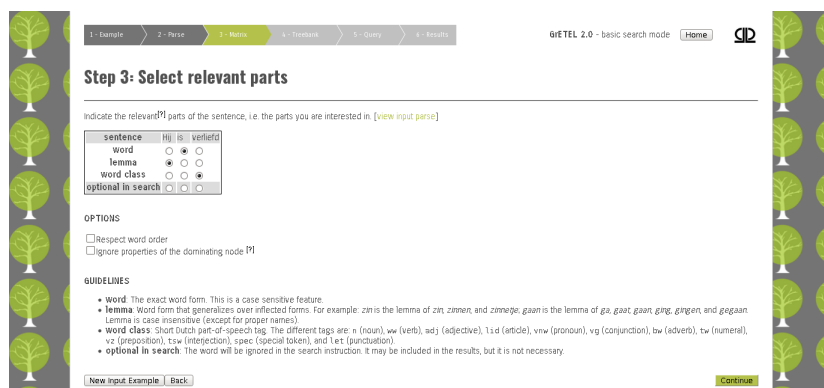 1 - Example 2 - Parse 3 - Matrix 4 - Treebank 5 - Query 6 - Results GrETEL 2.0 - basic search mode Home
Step 3: Select relevant parts
Indicate the relevant[?] parts of the sentence, i.e. the parts you are interested in. [view input parse]
sentence Hij is verliefd
word
lemma
word class
optional in search
OPTIONS
Respect word order
Ignore properties of the dominating node [?]
GUIDELINES
• word: The exact word form. This is a case sensitive feature.
• lemma: Word form that generalizes over inflected forms. For example: zin is the lemma of zin, zinnen, and zinnetje; gaan is the lemma of ga, gaat, gaan, ging, gingen, and gegaan.
Lemma is case insensitive (except for proper names).
• word class: Short Dutch part-of-speech tag. The different tags are: n (noun), ww (verb), adj (adjective), lid (article), vnw (pronoun), vg (conjunction), bw (adverb), tw (numeral),
vz (preposition), tsw (interjection), spec (special token), and let (punctuation).
• optional in search: The word will be ignored in the search instruction. It may be included in the results, but it is not necessary.
New Input Example Back Continue